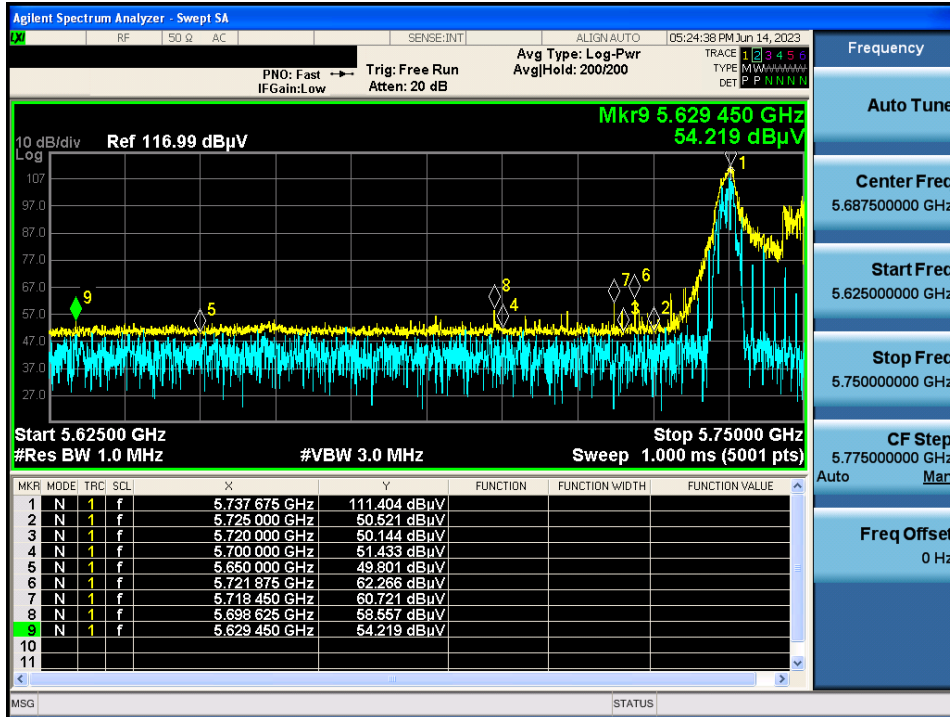 Agilent Spectrum Analyzer - Swept SA
LXI RF 50 Ω AC SENSE:INT ALIGN AUTO 05:24:38 PM Jun 14, 2023
PNO: Fast Trig: Free Run Avg Type: Log-Pwr TRACE 1 2 3 4 5 6
IFGain:Low Atten: 20 dB Avg|Hold: 200/200 TYPE M W W W W W
DET P P N N N N
Mkr9 5.629 450 GHz
54.219 dBµV
10 dB/div Ref 116.99 dBµV
Log
107
97.0
87.0
77.0
67.0
57.0
47.0
37.0
27.0
9 5 8 4 7 6 3 2 1
Start 5.62500 GHz Stop 5.75000 GHz
#Res BW 1.0 MHz #VBW 3.0 MHz Sweep 1.000 ms (5001 pts)
MKR MODE TRC SCL X Y FUNCTION FUNCTION WIDTH FUNCTION VALUE
1 N 1 f 5.737 675 GHz 111.404 dBµV
2 N 1 f 5.725 000 GHz 50.521 dBµV
3 N 1 f 5.720 000 GHz 50.144 dBµV
4 N 1 f 5.700 000 GHz 51.433 dBµV
5 N 1 f 5.650 000 GHz 49.801 dBµV
6 N 1 f 5.721 875 GHz 62.266 dBµV
7 N 1 f 5.718 450 GHz 60.721 dBµV
8 N 1 f 5.698 625 GHz 58.557 dBµV
9 N 1 f 5.629 450 GHz 54.219 dBµV
10
11
MSG STATUS
Frequency
Auto Tune
Center Freq
5.687500000 GHz
Start Freq
5.625000000 GHz
Stop Freq
5.750000000 GHz
CF Step
5.775000000 GHz
Auto Man
Freq Offset
0 Hz